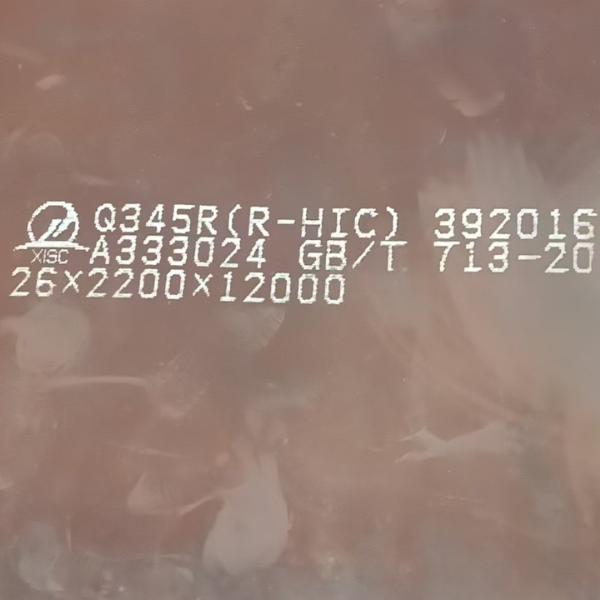 Q345R(R-HIC) 392016
XISC A333024 GB/T 713-20
26×2200×12000